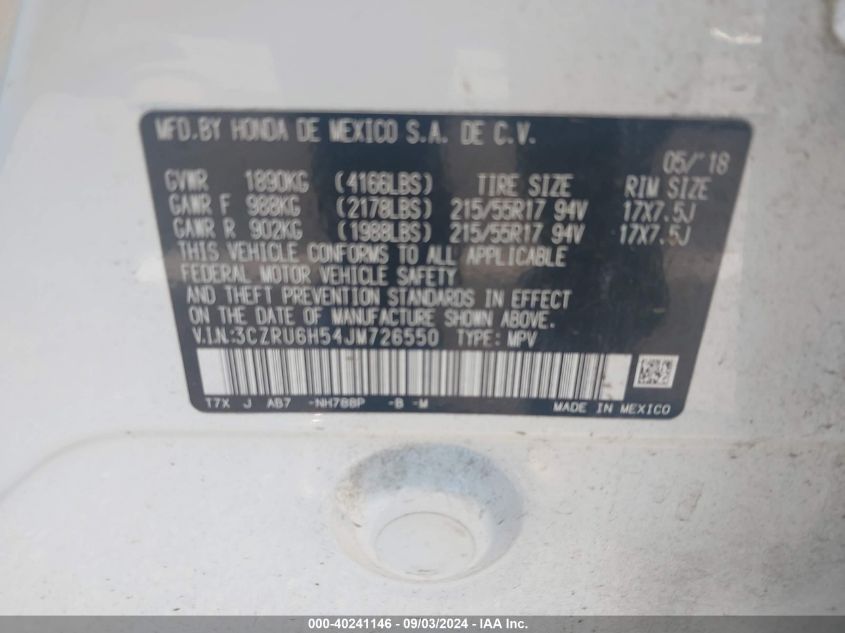 MFD.BY HONDA DE MEXICO S.A. DE C.V.
05/'18
GVWR 1890KG (4166LBS) TIRE SIZE RIM SIZE
GAWR F 988KG (2178LBS) 215/55R17 94V 17X7.5J
GAWR R 902KG (1988LBS) 215/55R17 94V 17X7.5J
THIS VEHICLE CONFORMS TO ALL APPLICABLE
FEDERAL MOTOR VEHICLE SAFETY
AND THEFT PREVENTION STANDARDS IN EFFECT
ON THE DATE OF MANUFACTURE SHOWN ABOVE.
V.I.N.:3CZRU6H54JM726550 TYPE: MPV
T7X J AB7 -NH788P -B -M MADE IN MEXICO
000-40241146 - 09/03/2024 - IAA Inc.